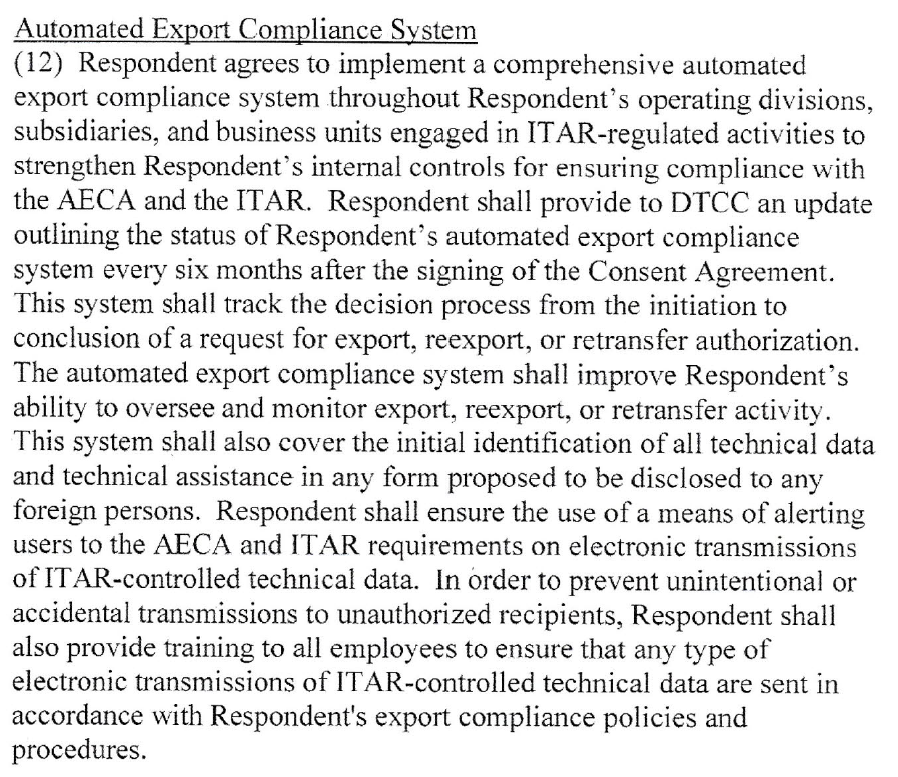 Automated Export Compliance System
(12) Respondent agrees to implement a comprehensive automated
export compliance system throughout Respondent's operating divisions,
subsidiaries, and business units engaged in ITAR-regulated activities to
strengthen Respondent's internal controls for ensuring compliance with
the AECA and the ITAR. Respondent shall provide to DTCC an update
outlining the status of Respondent's automated export compliance
system every six months after the signing of the Consent Agreement.
This system shall track the decision process from the initiation to
conclusion of a request for export, reexport, or retransfer authorization.
The automated export compliance system shall improve Respondent's
ability to oversee and monitor export, reexport, or retransfer activity.
This system shall also cover the initial identification of all technical data
and technical assistance in any form proposed to be disclosed to any
foreign persons. Respondent shall ensure the use of a means of alerting
users to the AECA and ITAR requirements on electronic transmissions
of ITAR-controlled technical data. In order to prevent unintentional or
accidental transmissions to unauthorized recipients, Respondent shall
also provide training to all employees to ensure that any type of
electronic transmissions of ITAR-controlled technical data are sent in
accordance with Respondent's export compliance policies and
procedures.